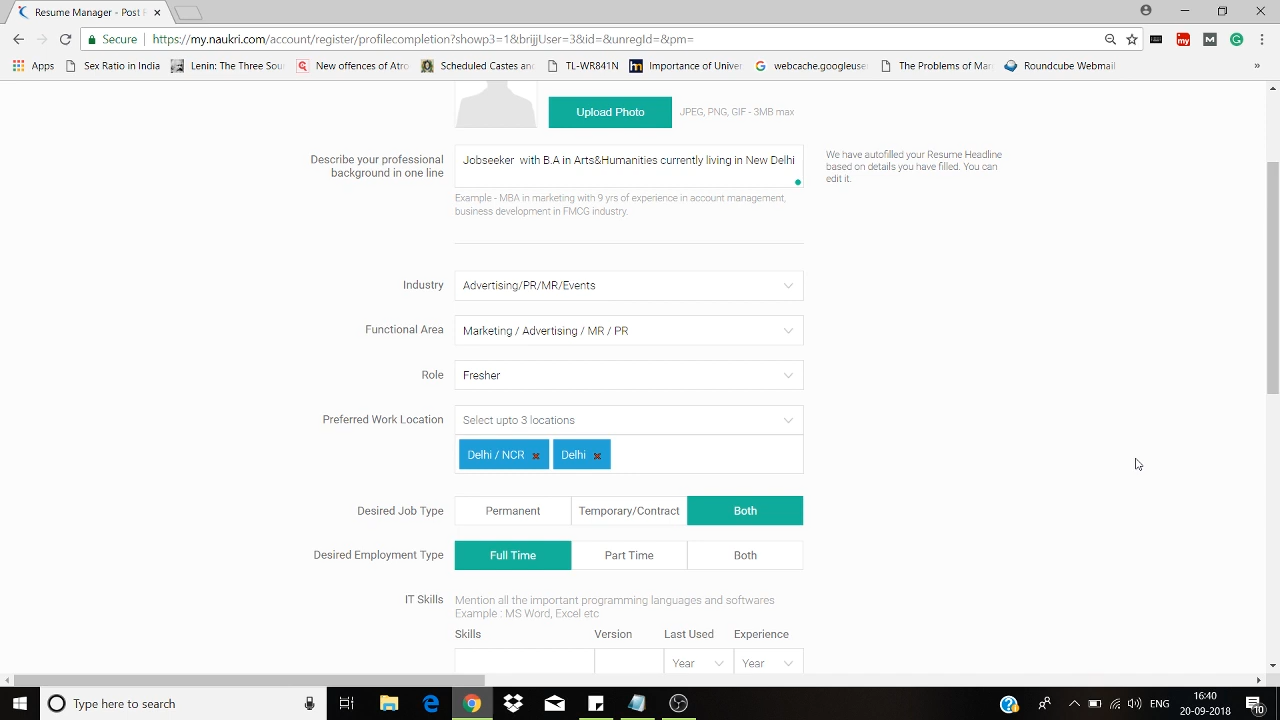 Resume Manager - Post
Secure https://my.naukri.com/account/register/profilecompletion?showp3=1&brijjUser=3&id=&unregId=&pm=
Apps Sex Ratio in India Lenin: The Three Sou New offences of Atro Scheduled Castes and TL-WR841N Importance of Univer webcache.googleuser The Problems of Mar Roundcube Webmail »
Upload Photo JPEG, PNG, GIF - 3MB max
Describe your professional
background in one line
Jobseeker with B.A in Arts&Humanities currently living in New Delhi
We have autofilled your Resume Headline
based on details you have filled. You can
edit it.
Example - MBA in marketing with 9 yrs of experience in account management,
business development in FMCG industry.
Industry Advertising/PR/MR/Events
Functional Area Marketing / Advertising / MR / PR
Role Fresher
Preferred Work Location Select upto 3 locations
Delhi / NCR x Delhi x
Desired Job Type Permanent Temporary/Contract Both
Desired Employment Type Full Time Part Time Both
IT Skills Mention all the important programming languages and softwares
Example : MS Word, Excel etc
Skills Version Last Used Experience
Year Year
Type here to search
ENG
16:40
20-09-2018